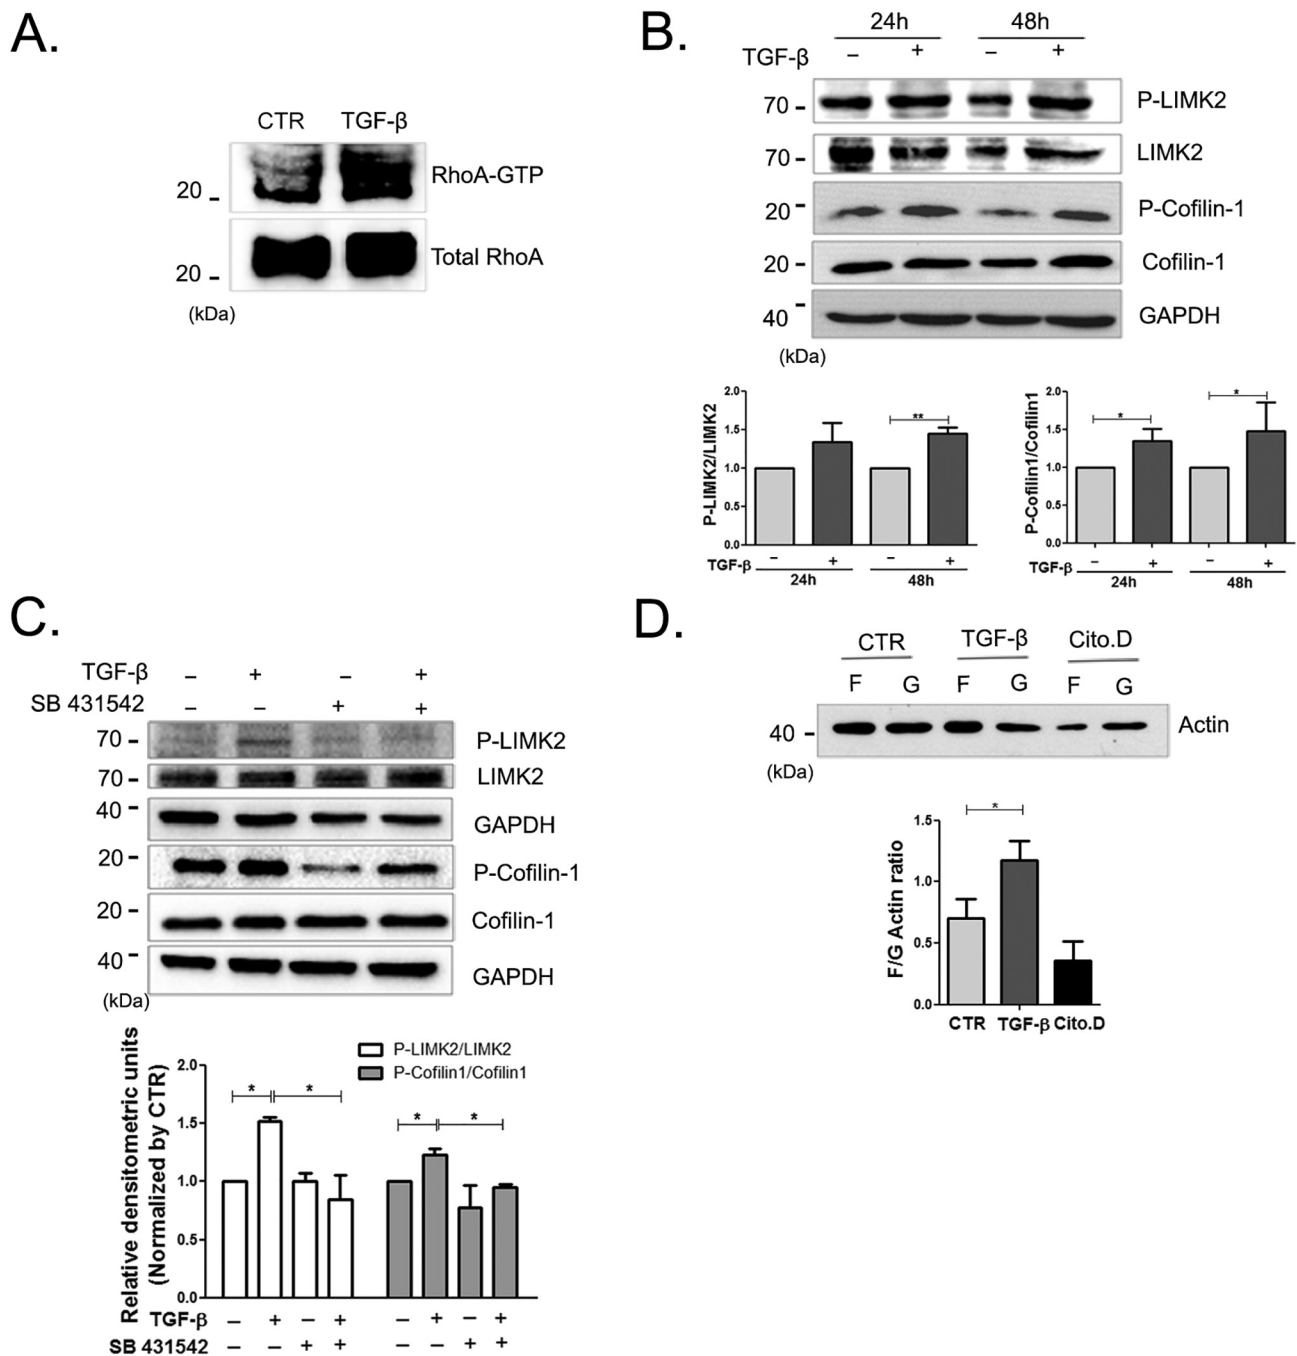 A.
CTR TGF-β
20 – RhoA-GTP
20 – Total RhoA
(kDa)
B.
24h 48h
TGF-β – + – +
70 – P-LIMK2
70 – LIMK2
20 – P-Cofilin-1
20 – Cofilin-1
40 – GAPDH
(kDa)
P-LIMK2/LIMK2
2.0
1.5
1.0
0.5
0.0
**
TGF-β – + – +
24h 48h
P-Cofilin1/Cofilin1
2.0
1.5
1.0
0.5
0.0
* *
TGF-β – + – +
24h 48h
C.
TGF-β – + – +
SB 431542 – – + +
70 – P-LIMK2
70 – LIMK2
40 – GAPDH
20 – P-Cofilin-1
20 – Cofilin-1
40 – GAPDH
(kDa)
Relative densitometric units
(Normalized by CTR)
P-LIMK2/LIMK2
P-Cofilin1/Cofilin1
2.0
1.5
1.0
0.5
0.0
* * * *
TGF-β – + – + – + – +
SB 431542 – – + + – – + +
D.
CTR TGF-β Cito.D
F G F G F G
40 – Actin
(kDa)
F/G Actin ratio
1.5
1.0
0.5
0.0
*
CTR TGF-β Cito.D